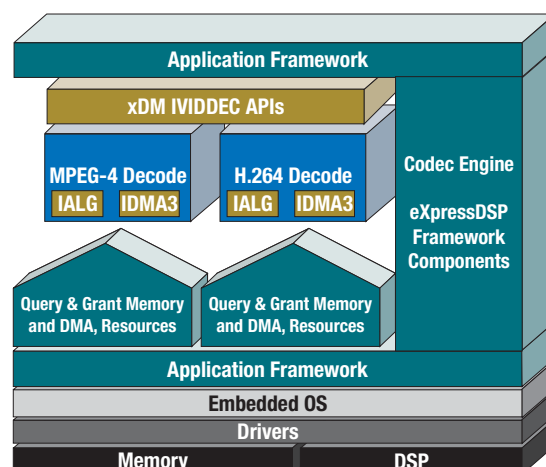 Application Framework
xDM IVIDDEC APIs
MPEG-4 Decode
IALG
IDMA3
H.264 Decode
IALG
IDMA3
Codec Engine
eXpressDSP
Framework
Components
Query & Grant Memory
and DMA, Resources
Query & Grant Memory
and DMA, Resources
Application Framework
Embedded OS
Drivers
Memory
DSP